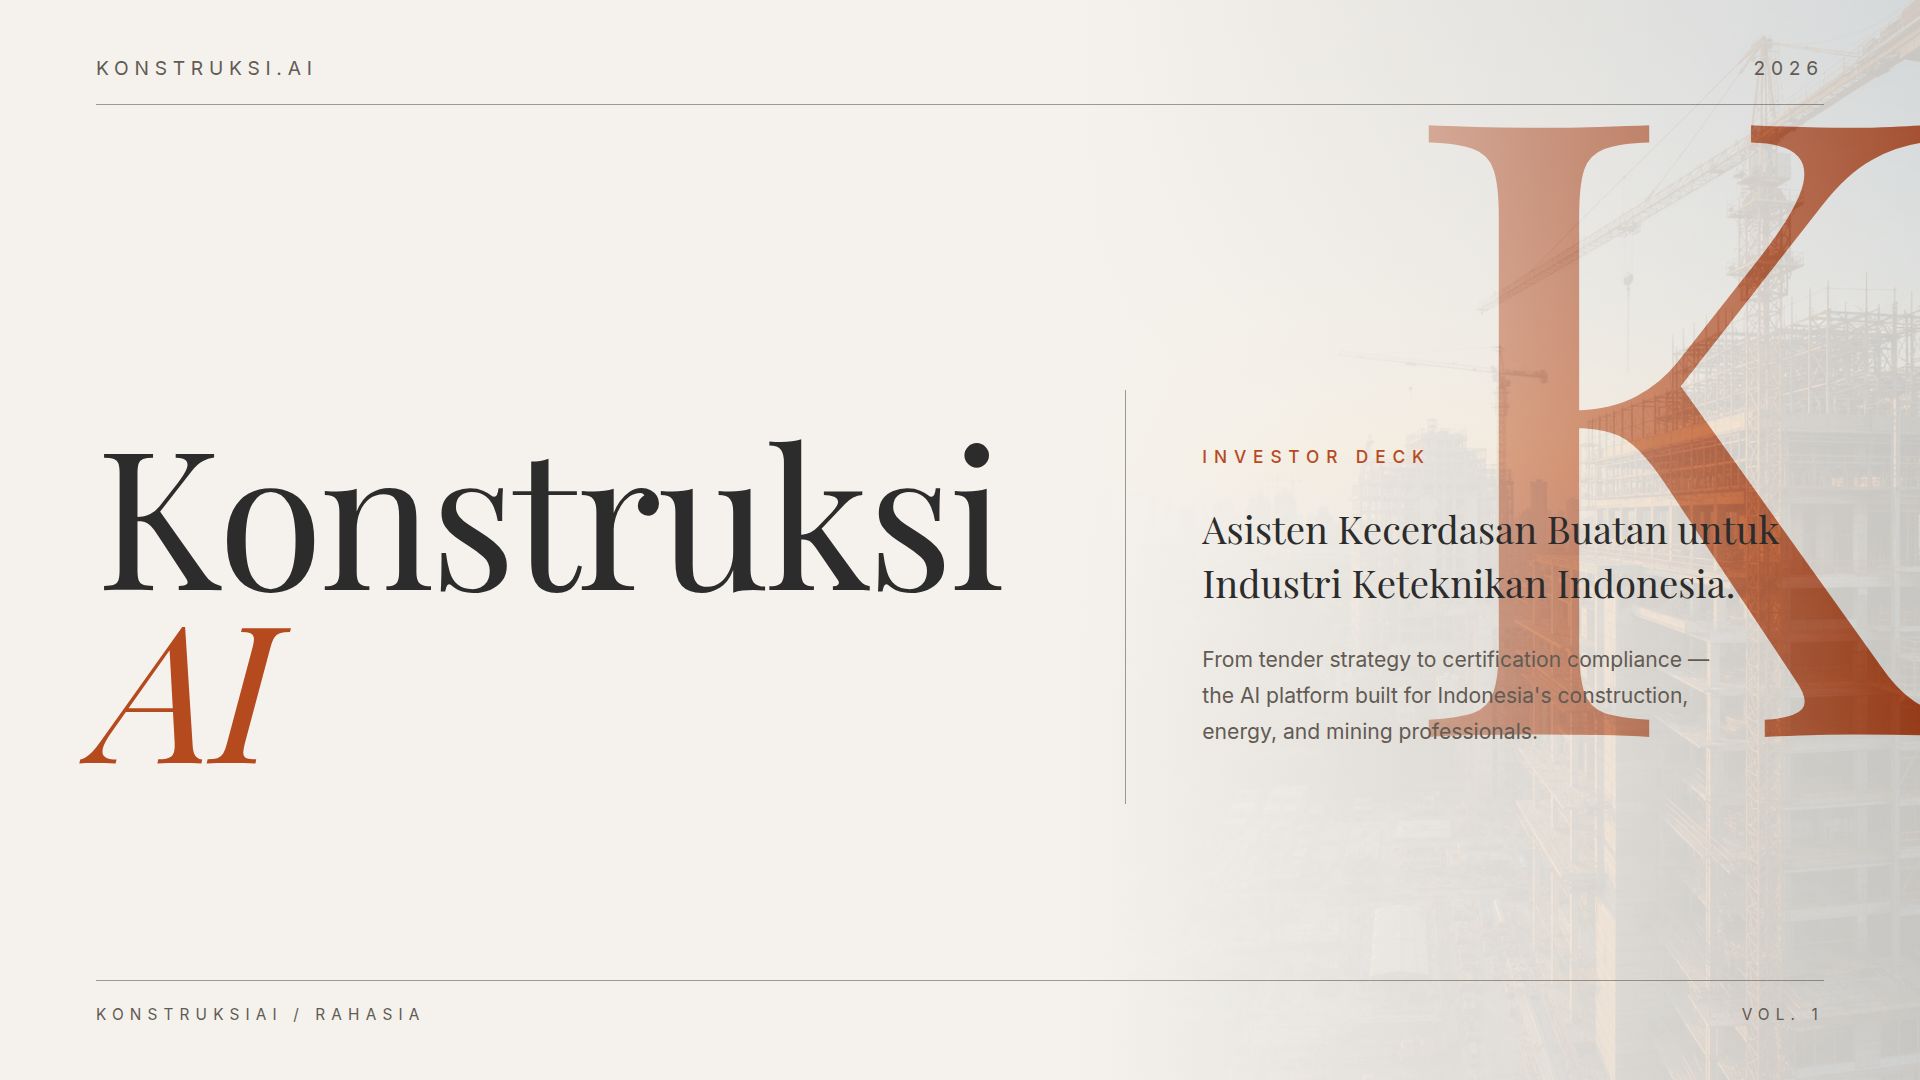 KONSTRUKSI.AI
2026
K
Konstruksi
AI
INVESTOR DECK
Asisten Kecerdasan Buatan untuk
Industri Keteknikan Indonesia.
From tender strategy to certification compliance —
the AI platform built for Indonesia's construction,
energy, and mining professionals.
KONSTRUKSIAI / RAHASIA
VOL. 1